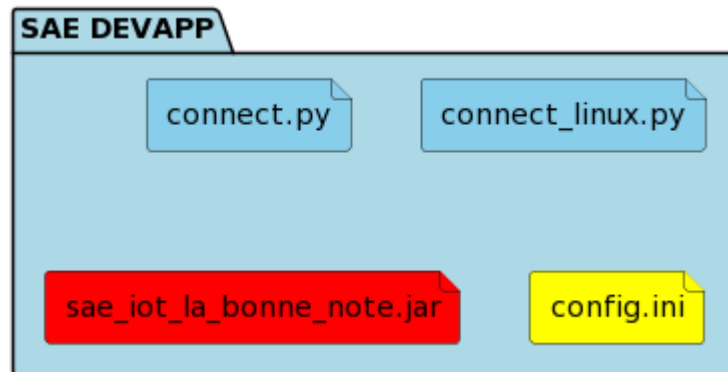 SAE DEVAPP
connect.py
connect_linux.py
sae_iot_la_bonne_note.jar
config.ini